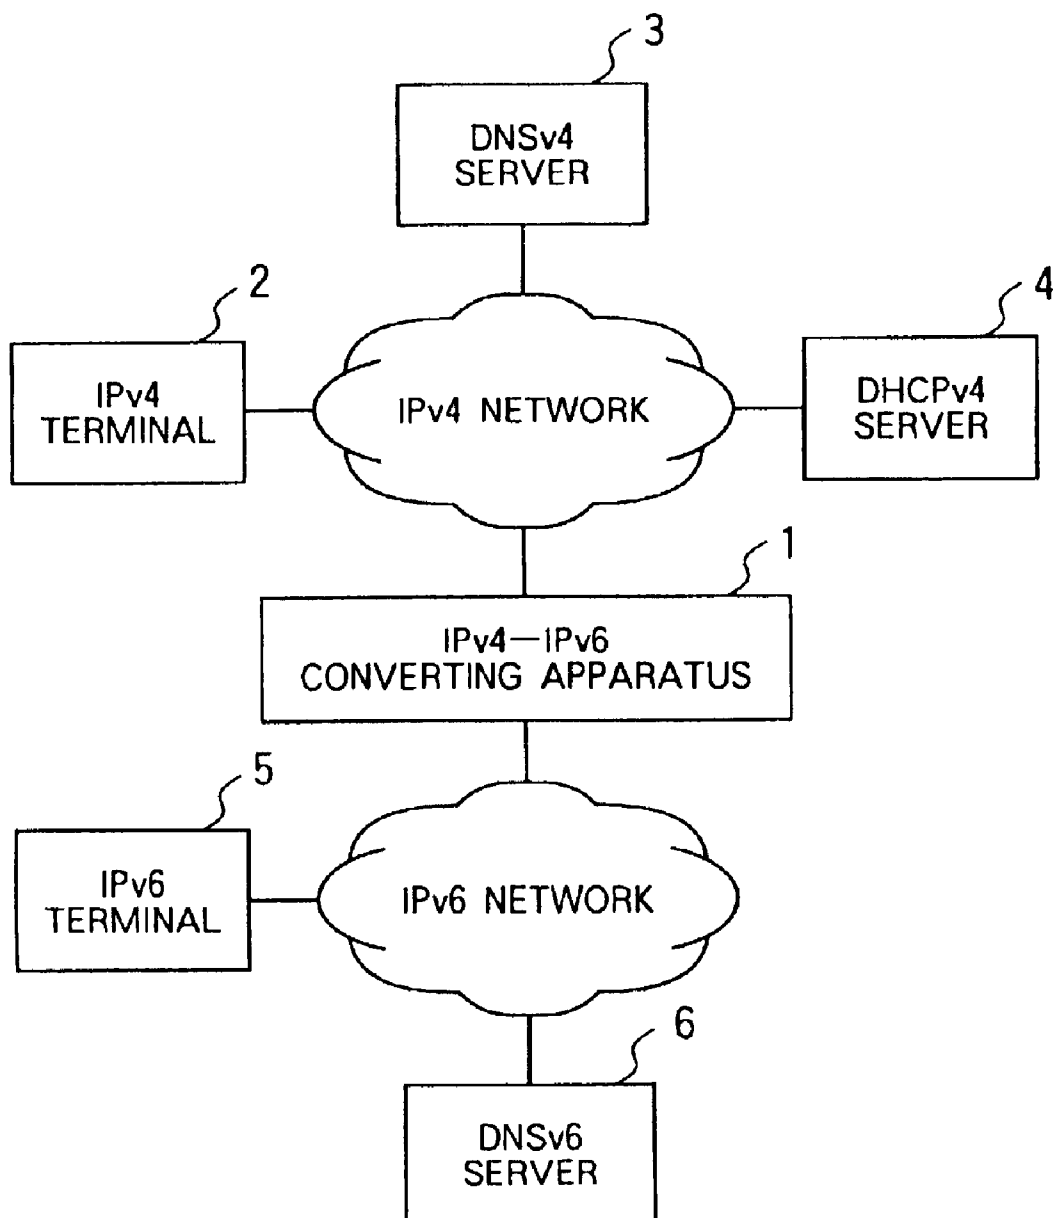 3
DNSv4
SERVER
2
4
IPv4
TERMINAL
IPv4 NETWORK
DHCPv4
SERVER
1
IPv4—IPv6
CONVERTING APPARATUS
5
IPv6
TERMINAL
IPv6 NETWORK
6
DNSv6
SERVER